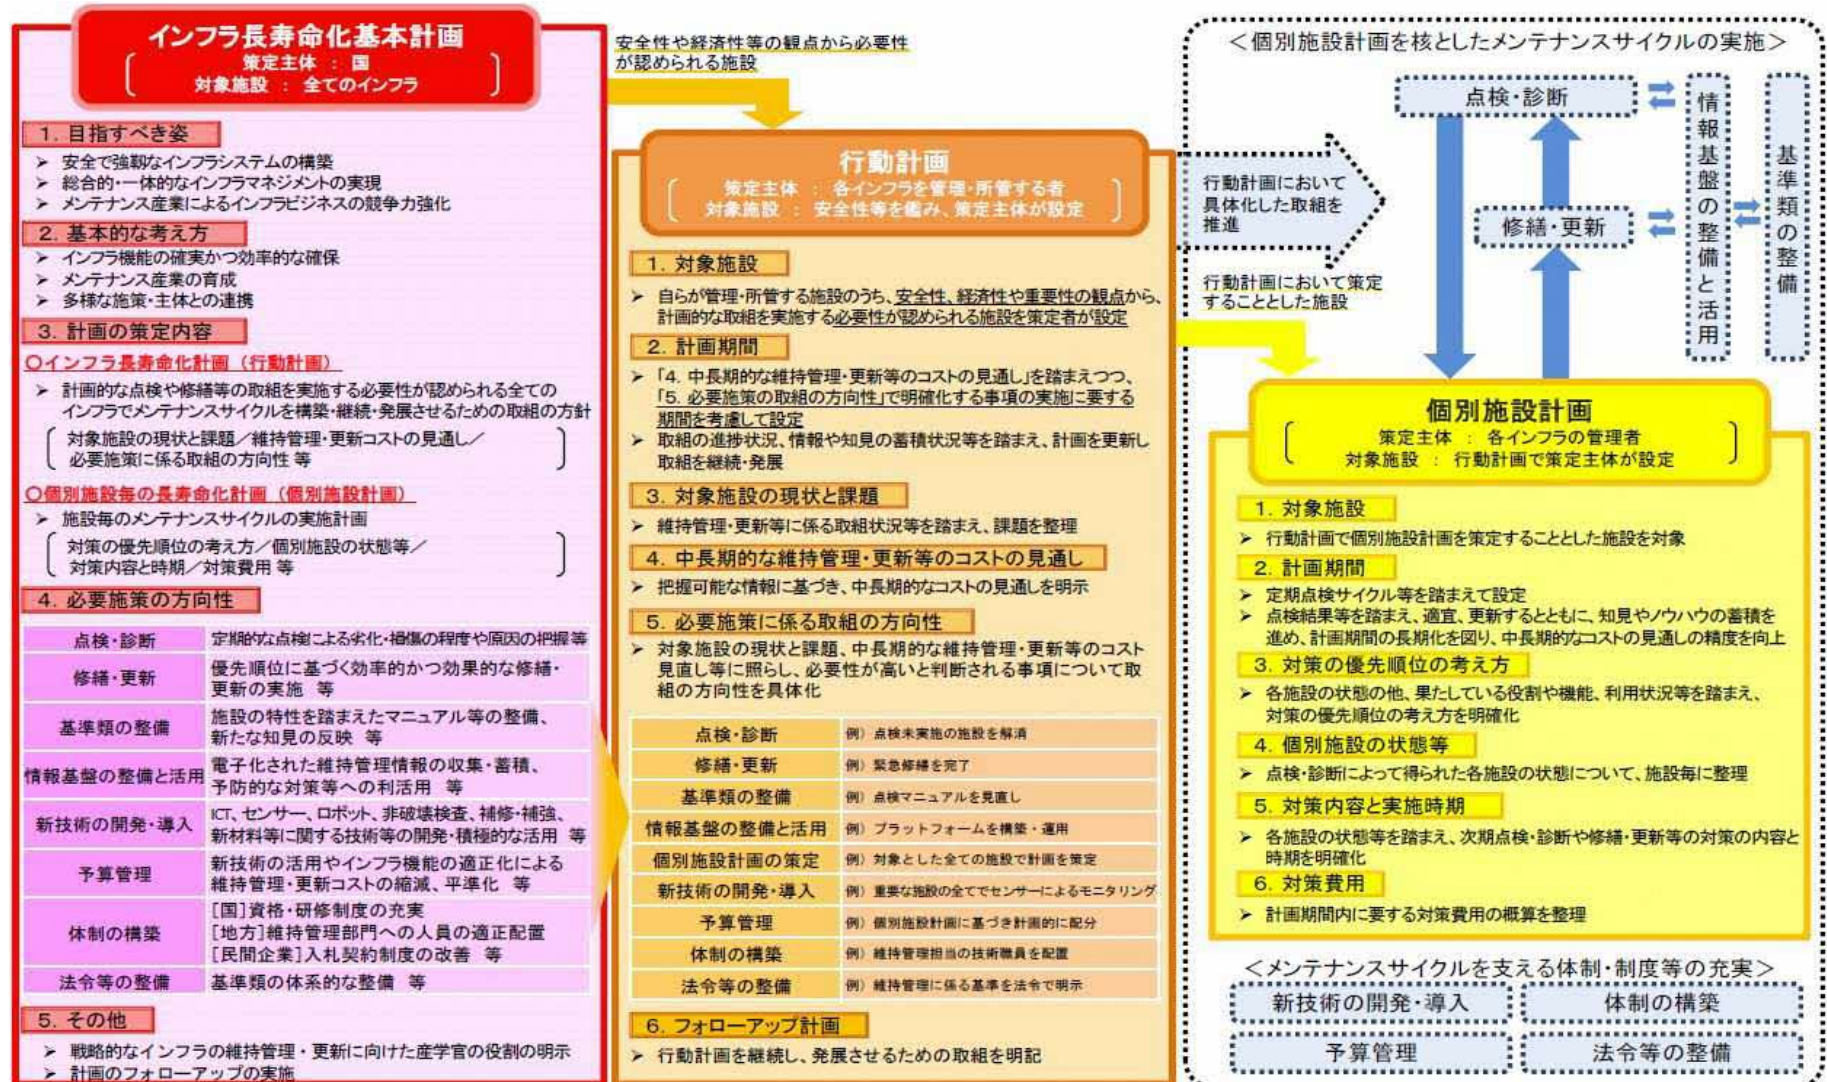 インフラ長寿命化基本計画
策定主体 : 国
対象施設 : 全てのインフラ
1. 目指すべき姿
➢ 安全で強靱なインフラシステムの構築
➢ 総合的・一体的なインフラマネジメントの実現
➢ メンテナンス産業によるインフラビジネスの競争力強化
2. 基本的な考え方
➢ インフラ機能の確実かつ効率的な確保
➢ メンテナンス産業の育成
➢ 多様な施策・主体との連携
3. 計画の策定内容
○インフラ長寿命化計画(行動計画)
➢ 計画的な点検や修繕等の取組を実施する必要性が認められる全ての
インフラでメンテナンスサイクルを構築・継続・発展させるための取組の方針
対象施設の現状と課題/維持管理・更新コストの見通し/
必要施策に係る取組の方向性 等
○個別施設毎の長寿命化計画(個別施設計画)
➢ 施設毎のメンテナンスサイクルの実施計画
対策の優先順位の考え方/個別施設の状態等/
対策内容と時期/対策費用 等
4. 必要施策の方向性
点検・診断 定期的な点検による劣化・損傷の程度や原因の把握等
修繕・更新 優先順位に基づく効率的かつ効果的な修繕・
更新の実施 等
基準類の整備 施設の特性を踏まえたマニュアル等の整備、
新たな知見の反映 等
情報基盤の整備と活用 電子化された維持管理情報の収集・蓄積、
予防的な対策等への利活用 等
新技術の開発・導入 ICT、センサー、ロボット、非破壊検査、補修・補強、
新材料等に関する技術等の開発・積極的な活用 等
予算管理 新技術の活用やインフラ機能の適正化による
維持管理・更新コストの縮減、平準化 等
体制の構築 [国]資格・研修制度の充実
[地方]維持管理部門への人員の適正配置
[民間企業]入札契約制度の改善 等
法令等の整備 基準類の体系的な整備 等
5. その他
➢ 戦略的なインフラの維持管理・更新に向けた産学官の役割の明示
➢ 計画のフォローアップの実施
安全性や経済性等の観点から必要性
が認められる施設
行動計画
策定主体 : 各インフラを管理・所管する者
対象施設 : 安全性等を鑑み、策定主体が設定
1. 対象施設
➢ 自らが管理・所管する施設のうち、安全性、経済性や重要性の観点から、
計画的な取組を実施する必要性が認められる施設を策定者が設定
2. 計画期間
➢ 「4. 中長期的な維持管理・更新等のコストの見通し」を踏まえつつ、
「5. 必要施策の取組の方向性」で明確化する事項の実施に要する
期間を考慮して設定
➢ 取組の進捗状況、情報や知見の蓄積状況等を踏まえ、計画を更新し
取組を継続・発展
3. 対象施設の現状と課題
➢ 維持管理・更新等に係る取組状況等を踏まえ、課題を整理
4. 中長期的な維持管理・更新等のコストの見通し
➢ 把握可能な情報に基づき、中長期的なコストの見通しを明示
5. 必要施策に係る取組の方向性
➢ 対象施設の現状と課題、中長期的な維持管理・更新等のコスト
見直し等に照らし、必要性が高いと判断される事項について取
組の方向性を具体化
点検・診断 例) 点検未実施の施設を解消
修繕・更新 例) 緊急修繕を完了
基準類の整備 例) 点検マニュアルを見直し
情報基盤の整備と活用 例) プラットフォームを構築・運用
個別施設計画の策定 例) 対象とした全ての施設で計画を策定
新技術の開発・導入 例) 重要な施設の全てでセンサーによるモニタリング
予算管理 例) 個別施設計画に基づき計画的に配分
体制の構築 例) 維持管理担当の技術職員を配置
法令等の整備 例) 維持管理に係る基準を法令で明示
6. フォローアップ計画
➢ 行動計画を継続し、発展させるための取組を明記
行動計画において
具体化した取組を
推進
行動計画において策定
することとした施設
<個別施設計画を核としたメンテナンスサイクルの実施>
点検・診断
修繕・更新
情報基盤の整備と活用
基準類の整備
個別施設計画
策定主体 : 各インフラの管理者
対象施設 : 行動計画で策定主体が設定
1. 対象施設
➢ 行動計画で個別施設計画を策定することとした施設を対象
2. 計画期間
➢ 定期点検サイクル等を踏まえて設定
➢ 点検結果等を踏まえ、適宜、更新するとともに、知見やノウハウの蓄積を
進め、計画期間の長期化を図り、中長期的なコストの見通しの精度を向上
3. 対策の優先順位の考え方
➢ 各施設の状態の他、果たしている役割や機能、利用状況等を踏まえ、
対策の優先順位の考え方を明確化
4. 個別施設の状態等
➢ 点検・診断によって得られた各施設の状態について、施設毎に整理
5. 対策内容と実施時期
➢ 各施設の状態等を踏まえ、次期点検・診断や修繕・更新等の対策の内容と
時期を明確化
6. 対策費用
➢ 計画期間内に要する対策費用の概算を整理
<メンテナンスサイクルを支える体制・制度等の充実>
新技術の開発・導入
体制の構築
予算管理
法令等の整備